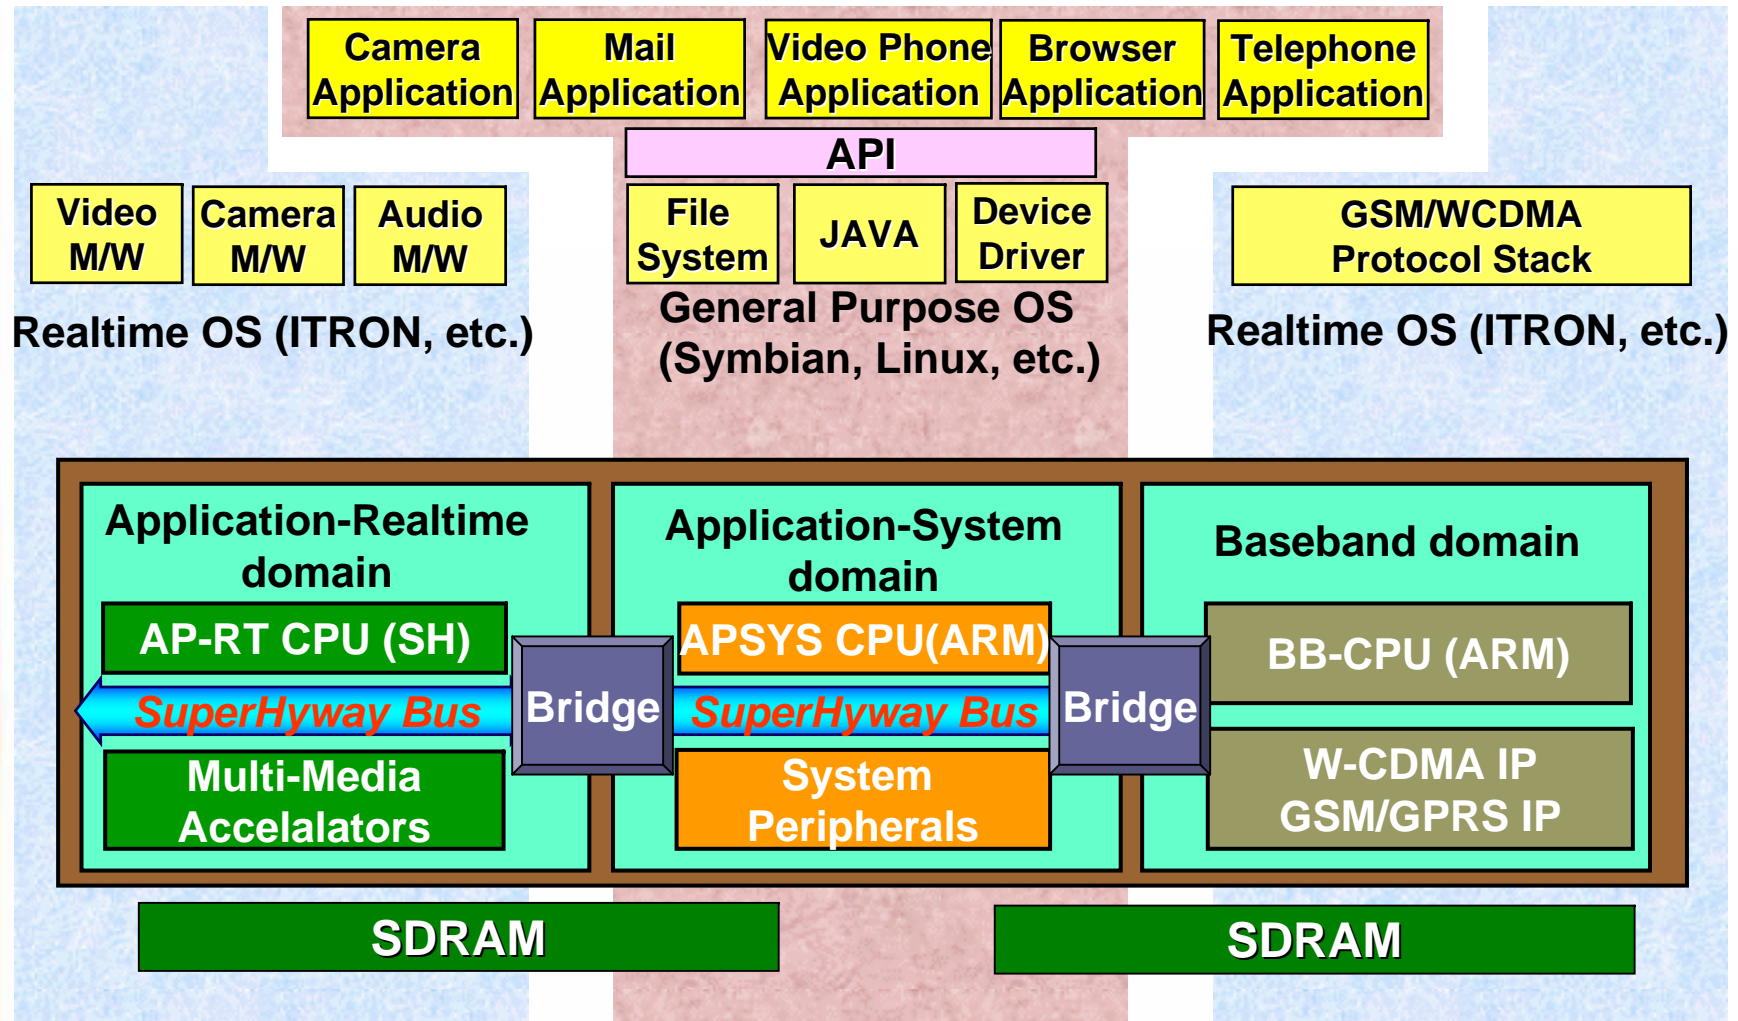 Camera
Application
Mail
Application
Video Phone
Application
Browser
Application
Telephone
Application
API
Video
M/W
Camera
M/W
Audio
M/W
File
System
JAVA
Device
Driver
GSM/WCDMA
Protocol Stack
Realtime OS (ITRON, etc.)
General Purpose OS
(Symbian, Linux, etc.)
Realtime OS (ITRON, etc.)
Application-Realtime
domain
AP-RT CPU (SH)
SuperHyway Bus
Multi-Media
Accelalators
Bridge
Application-System
domain
APSYS CPU(ARM)
SuperHyway Bus
System
Peripherals
Bridge
Baseband domain
BB-CPU (ARM)
W-CDMA IP
GSM/GPRS IP
SDRAM
SDRAM